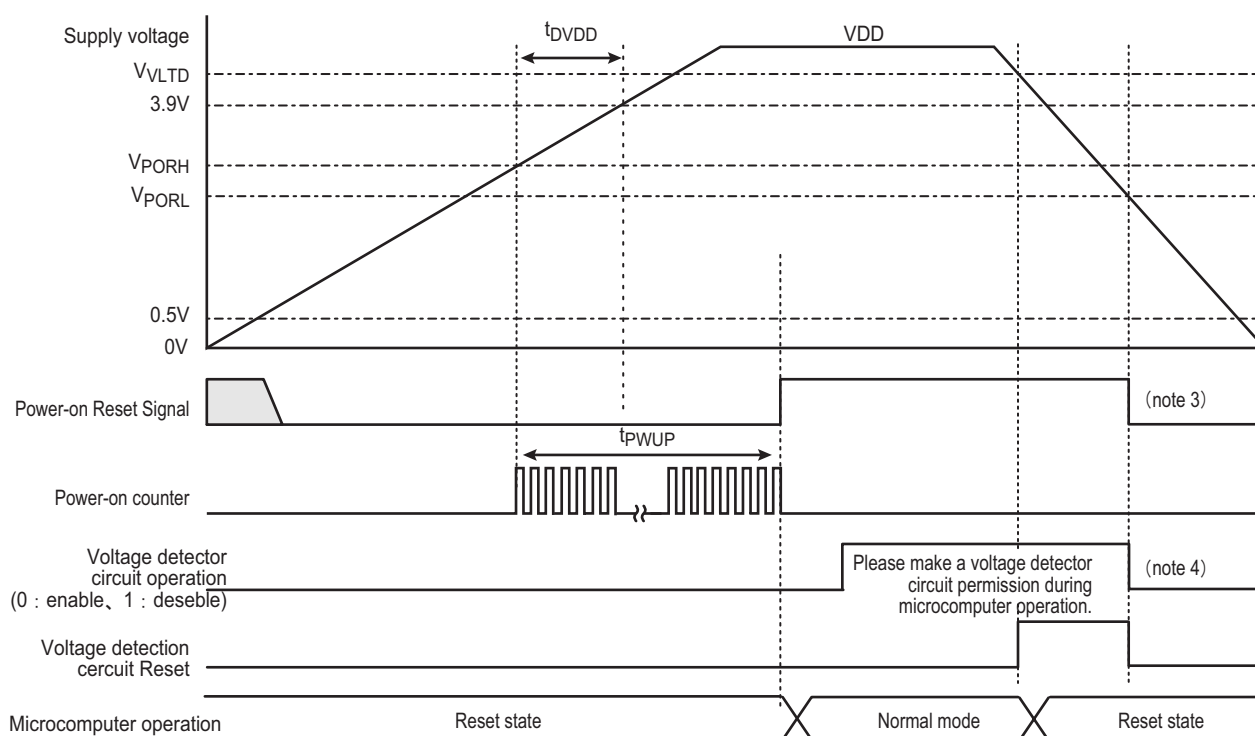 Supply voltage
tDVDD
VDD
VVLTD
3.9V
VPORH
VPORL
0.5V
0V
Power-on Reset Signal
(note 3)
tPWUP
Power-on counter
Voltage detector
circuit operation
(0 : enable、1 : deseble)
Please make a voltage detector
circuit permission during
microcomputer operation.
(note 4)
Voltage detection
cercuit Reset
Microcomputer operation
Reset state
Normal mode
Reset state